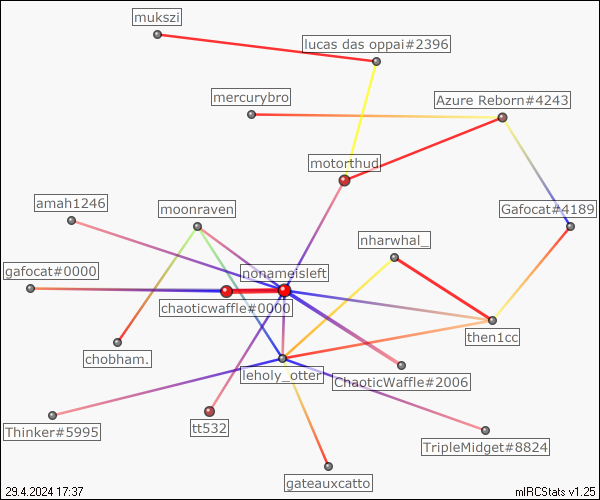 mukszi
lucas das oppai#2396
mercurybro
Azure Reborn#4243
motorthud
amah1246
moonraven
Gafocat#4189
nharwhal_
gafocat#0000
nonameisleft
chaoticwaffle#0000
then1cc
chobham.
leholy_otter
ChaoticWaffle#2006
Thinker#5995
tt532
TripleMidget#8824
gateauxcatto
29.4.2024 17:37
mIRCStats v1.25